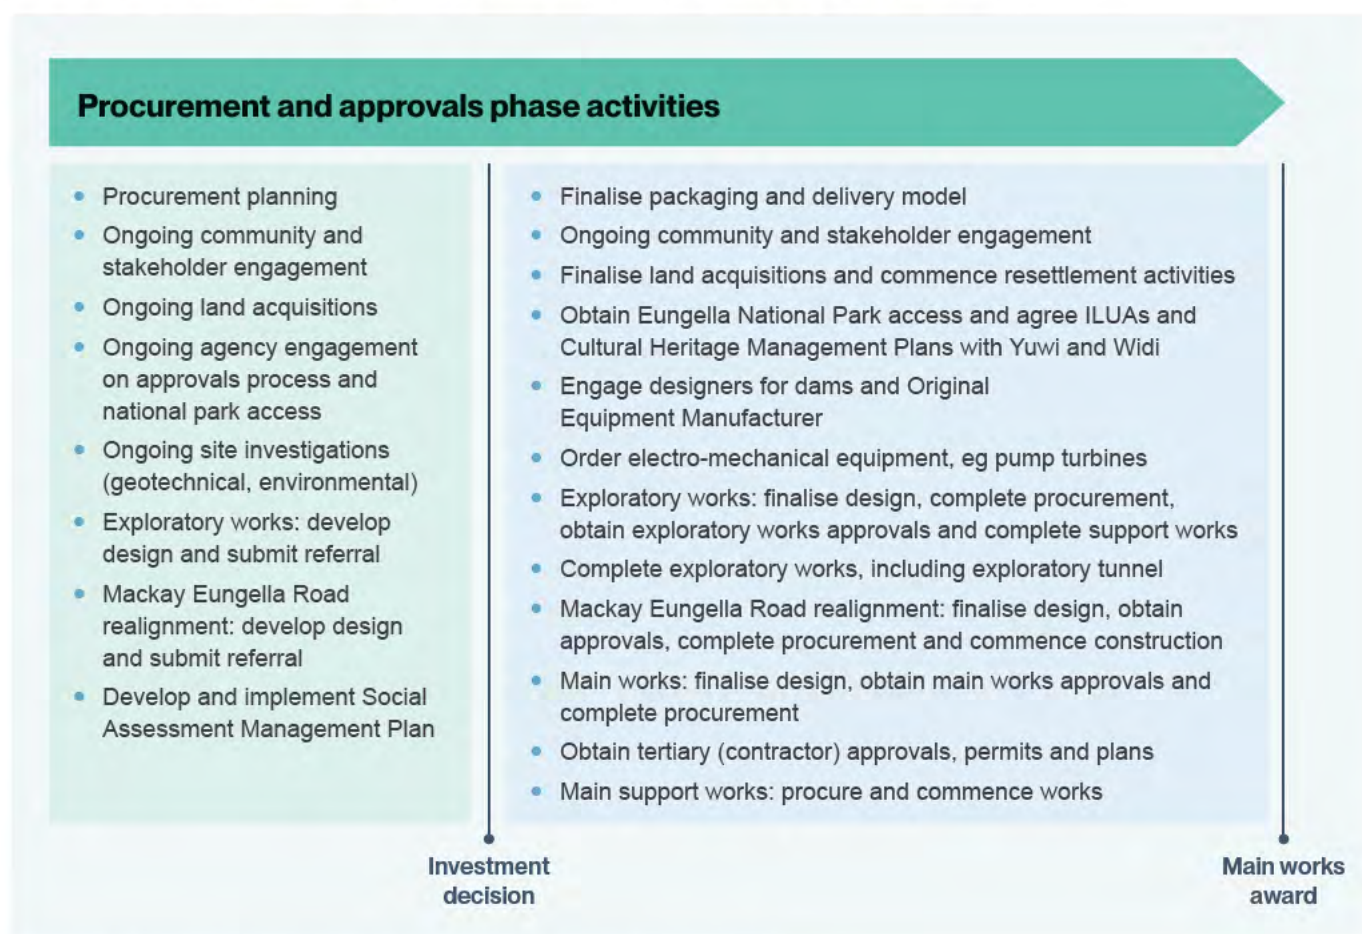 Procurement and approvals phase activities
• Procurement planning
• Ongoing community and
stakeholder engagement
• Ongoing land acquisitions
• Ongoing agency engagement
on approvals process and
national park access
• Ongoing site investigations
(geotechnical, environmental)
• Exploratory works: develop
design and submit referral
• Mackay Eungella Road
realignment: develop design
and submit referral
• Develop and implement Social
Assessment Management Plan
• Finalise packaging and delivery model
• Ongoing community and stakeholder engagement
• Finalise land acquisitions and commence resettlement activities
• Obtain Eungella National Park access and agree ILUAs and
Cultural Heritage Management Plans with Yuwi and Widi
• Engage designers for dams and Original
Equipment Manufacturer
• Order electro-mechanical equipment, eg pump turbines
• Exploratory works: finalise design, complete procurement,
obtain exploratory works approvals and complete support works
• Complete exploratory works, including exploratory tunnel
• Mackay Eungella Road realignment: finalise design, obtain
approvals, complete procurement and commence construction
• Main works: finalise design, obtain main works approvals and
complete procurement
• Obtain tertiary (contractor) approvals, permits and plans
• Main support works: procure and commence works
Investment
decision
Main works
award